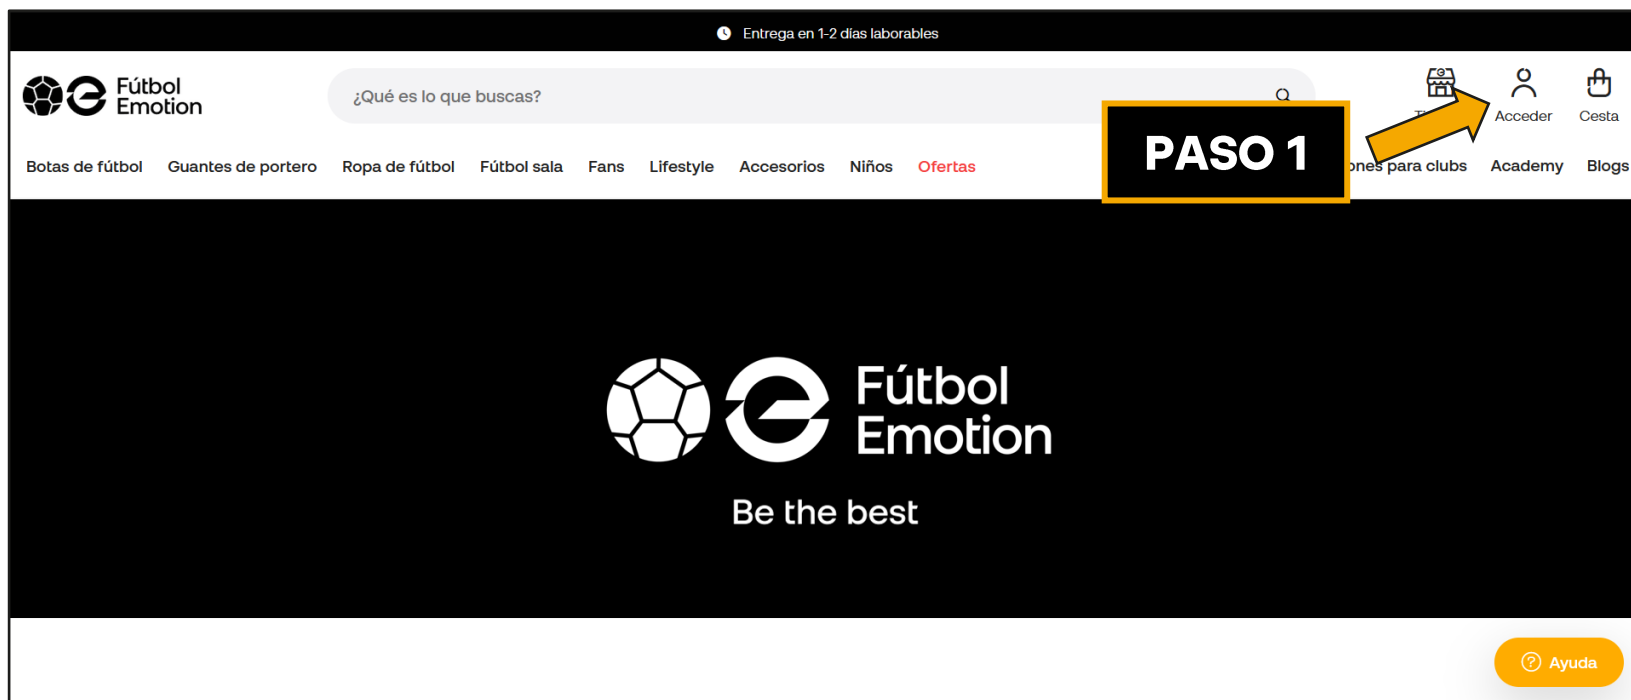 Entrega en 1-2 días laborables
Fútbol
Emotion
¿Qué es lo que buscas?
Acceder
Cesta
PASO 1
Botas de fútbol Guantes de portero Ropa de fútbol Fútbol sala Fans Lifestyle Accesorios Niños Ofertas para clubs Academy Blogs
Fútbol
Emotion
Be the best
Ayuda